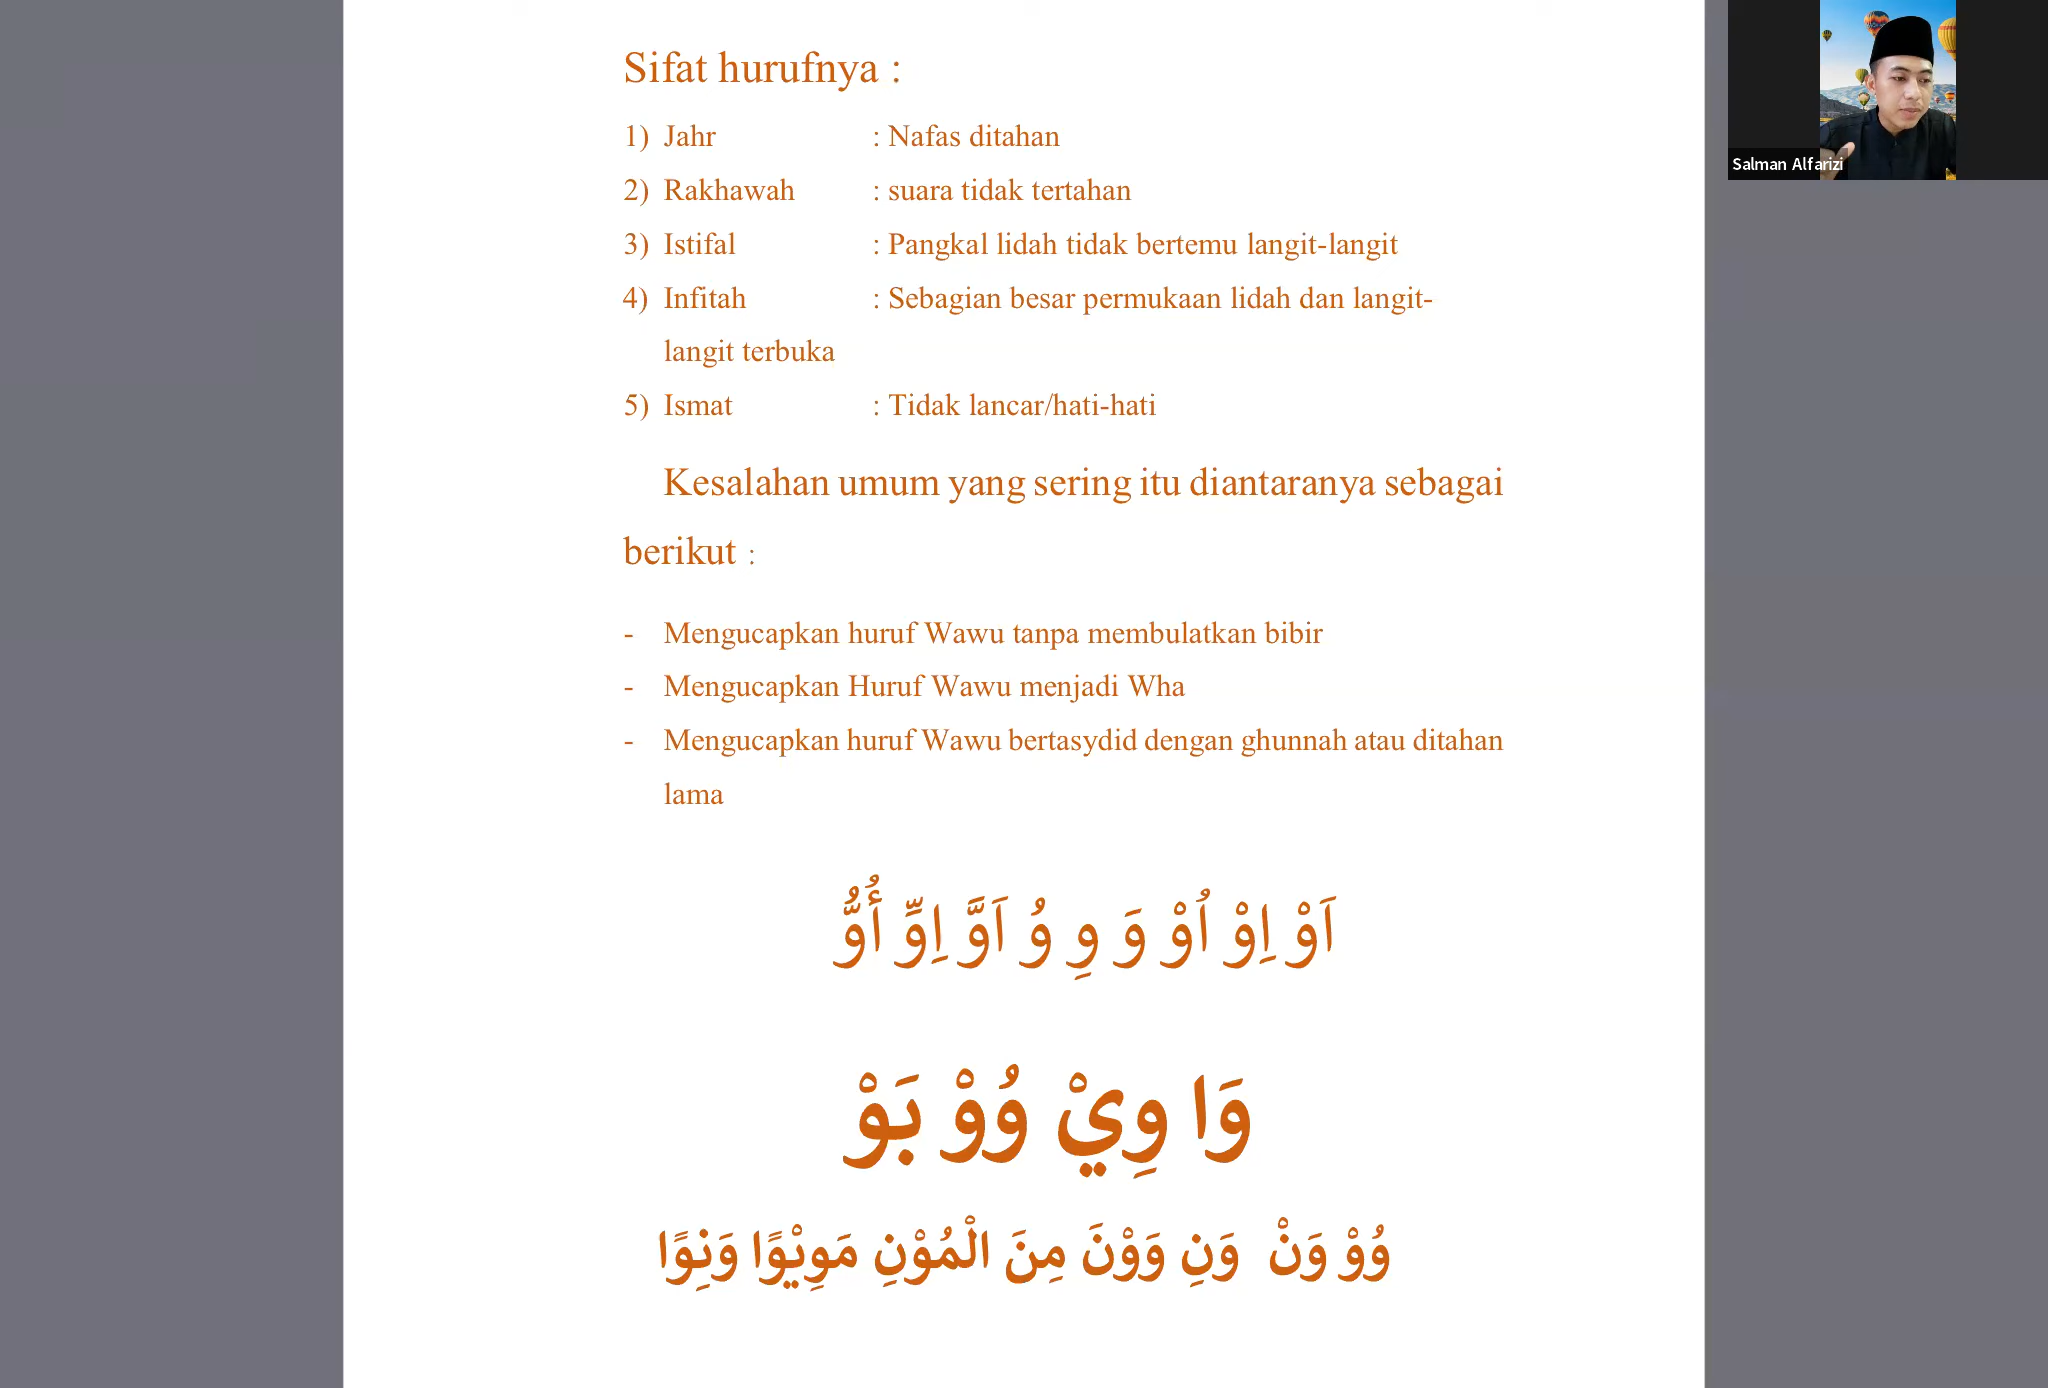 Sifat hurufnya :
1) Jahr : Nafas ditahan
2) Rakhawah : suara tidak tertahan
3) Istifal : Pangkal lidah tidak bertemu langit-langit
4) Infitah : Sebagian besar permukaan lidah dan langit-
langit terbuka
5) Ismat : Tidak lancar/hati-hati
Kesalahan umum yang sering itu diantaranya sebagai
berikut :
- Mengucapkan huruf Wawu tanpa membulatkan bibir
- Mengucapkan Huruf Wawu menjadi Wha
- Mengucapkan huruf Wawu bertasydid dengan ghunnah atau ditahan
lama
اَوْ اِوْ اُوْ وَ وِ وُ اَوَّ اِوِّ أُوُّ
وَا وِيْ وُوْ بَوْ
وُوْ وَنْ وَنِ وَوْنَ مِنَ الْمُوْنِ مَوِيْوًا وَنِوًا
Salman Alfarizi